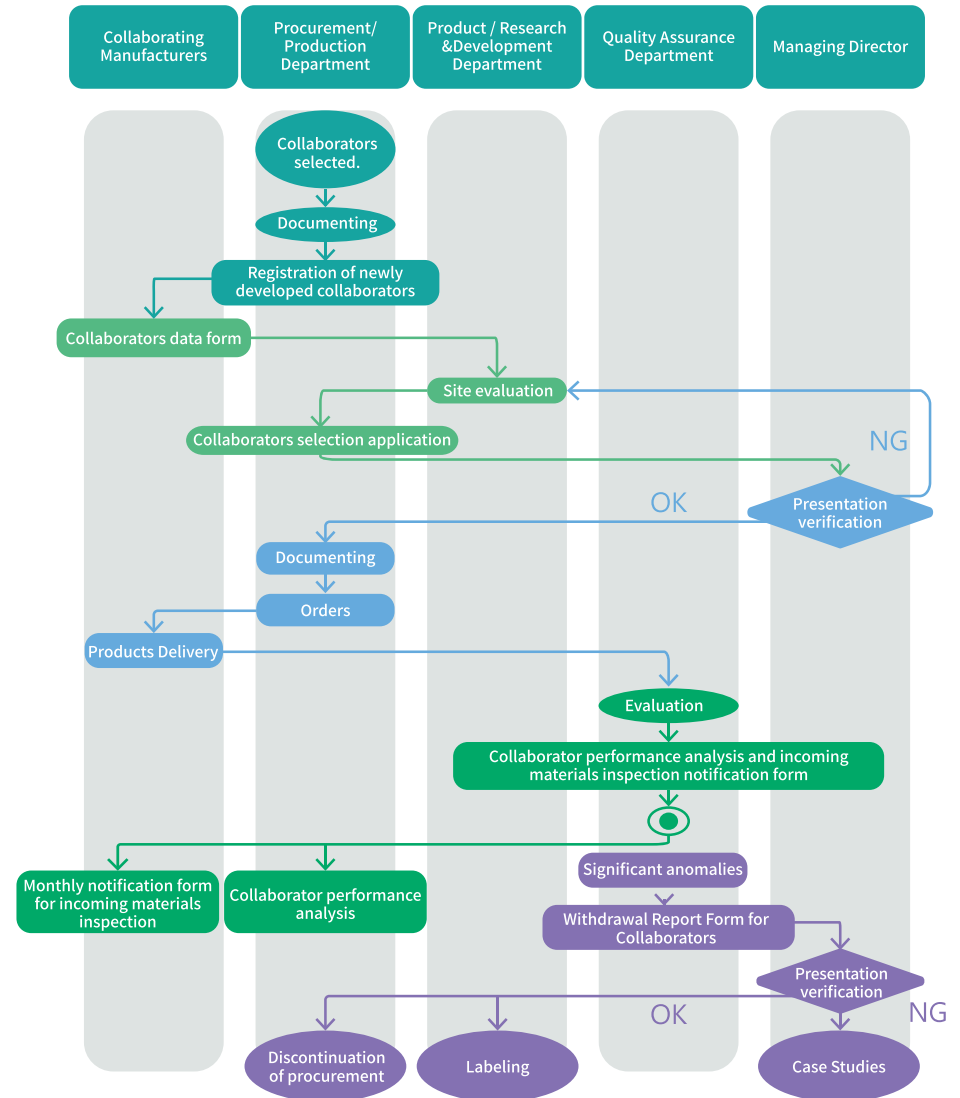 Collaborating
Manufacturers
Procurement/
Production
Department
Product / Research
&Development
Department
Quality Assurance
Department
Managing Director
Collaborators
selected.
Documenting
Registration of newly
developed collaborators
Collaborators data form
Site evaluation
Collaborators selection application
NG
Presentation
verification
OK
Documenting
Orders
Products Delivery
Evaluation
Collaborator performance analysis and incoming
materials inspection notification form
Monthly notification form
for incoming materials
inspection
Collaborator performance
analysis
Significant anomalies
Withdrawal Report Form for
Collaborators
Presentation
verification
OK
NG
Discontinuation
of procurement
Labeling
Case Studies